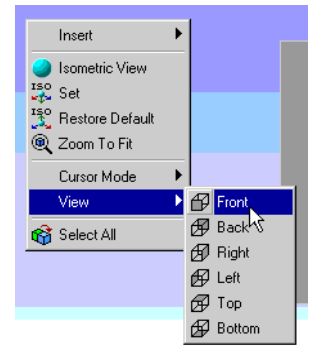 Insert
Isometric View
ISO Set
ISO Restore Default
Zoom To Fit
Cursor Mode
View
Select All
Front
Back
Right
Left
Top
Bottom